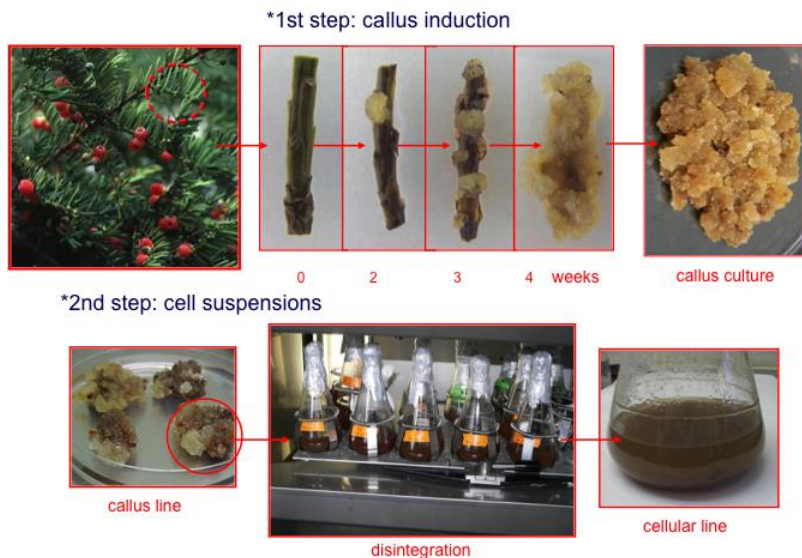 *1st step: callus induction
0 2 3 4 weeks
callus culture
*2nd step: cell suspensions
callus line
disintegration
cellular line